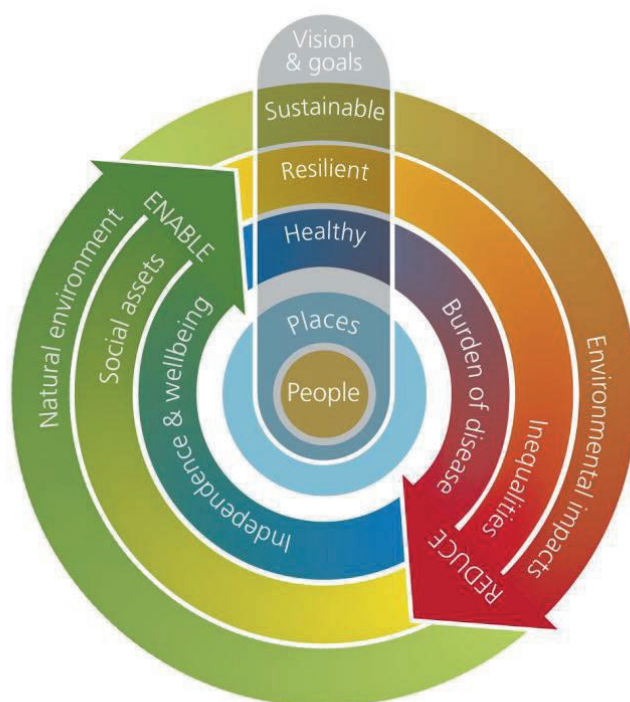 Vision
& goals
Sustainable
Resilient
Healthy
Places
People
ENABLE
Natural environment
Social assets
Independence & wellbeing
Burden of disease
Inequalities
Environmental impacts
REDUCE